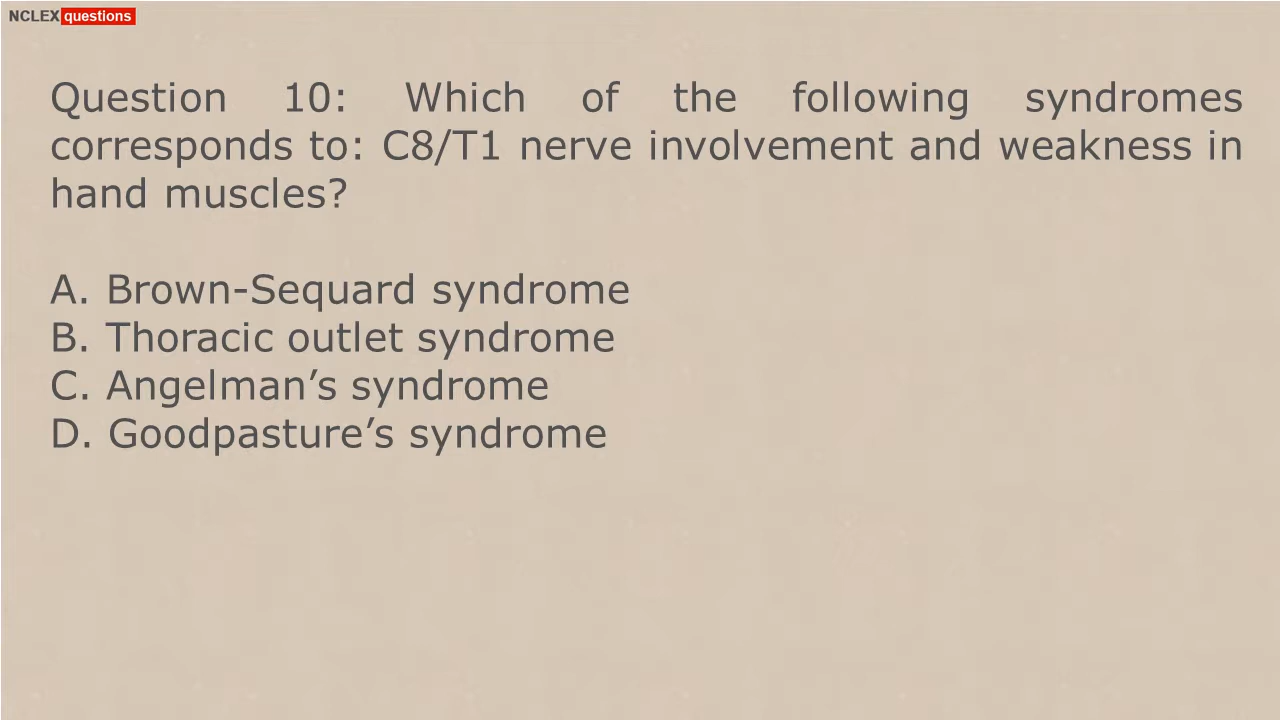 NCLEX questions
Question 10: Which of the following syndromes
corresponds to: C8/T1 nerve involvement and weakness in
hand muscles?
A. Brown-Sequard syndrome
B. Thoracic outlet syndrome
C. Angelman’s syndrome
D. Goodpasture’s syndrome